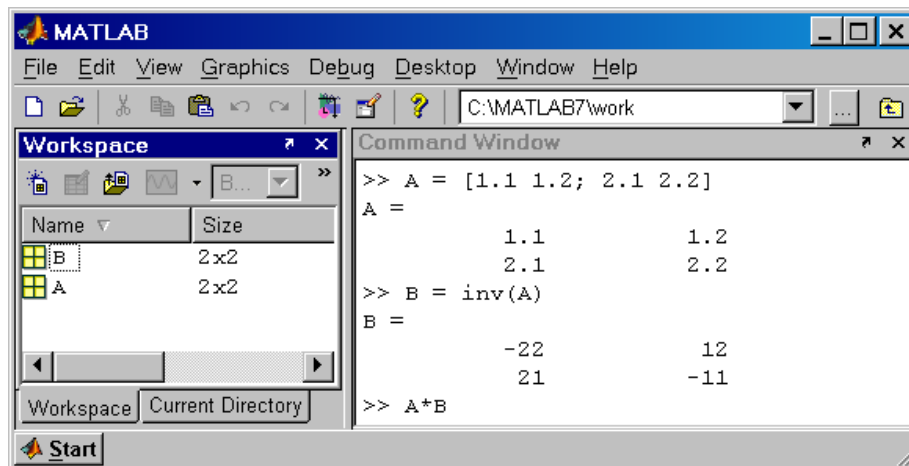 MATLAB
File Edit View Graphics Debug Desktop Window Help
C:\MATLAB7\work
...
Workspace
B...
»
Name Size
B 2x2
A 2x2
Workspace Current Directory
Command Window
>> A = [1.1 1.2; 2.1 2.2]
A =
1.1 1.2
2.1 2.2
>> B = inv(A)
B =
-22 12
21 -11
>> A*B
Start